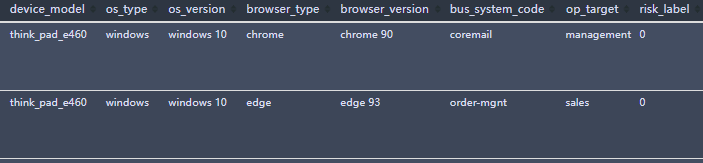 device_model os_type os_version browser_type browser_version bus_system_code op_target risk_label
think_pad_e460 windows windows 10 chrome chrome 90 coremail management 0
think_pad_e460 windows windows 10 edge edge 93 order-mgnt sales 0